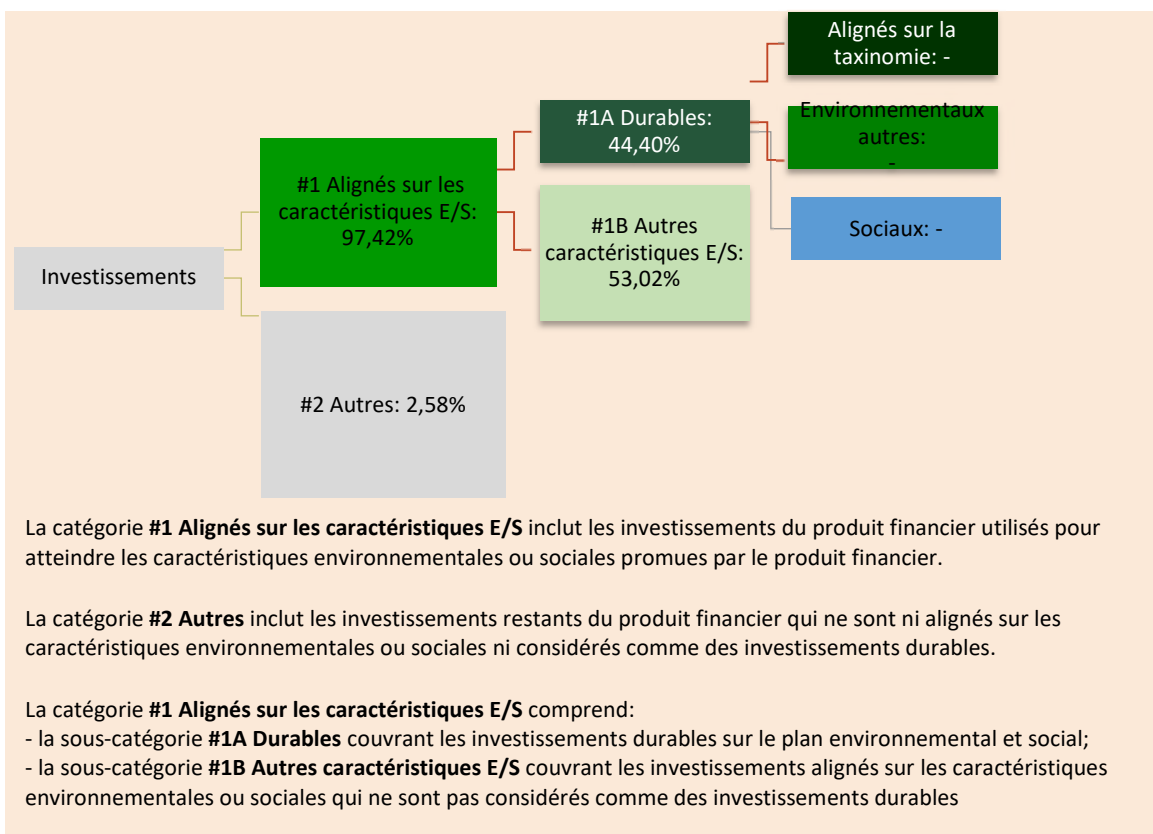 Alignés sur la
taxinomie: -
#1A Durables:
44,40%
Environnementaux
autres:
-
#1 Alignés sur les
caractéristiques E/S:
97,42%
#1B Autres
caractéristiques E/S:
53,02%
Sociaux: -
Investissements
#2 Autres: 2,58%
La catégorie #1 Alignés sur les caractéristiques E/S inclut les investissements du produit financier utilisés pour
atteindre les caractéristiques environnementales ou sociales promues par le produit financier.
La catégorie #2 Autres inclut les investissements restants du produit financier qui ne sont ni alignés sur les
caractéristiques environnementales ou sociales ni considérés comme des investissements durables.
La catégorie #1 Alignés sur les caractéristiques E/S comprend:
- la sous-catégorie #1A Durables couvrant les investissements durables sur le plan environnemental et social;
- la sous-catégorie #1B Autres caractéristiques E/S couvrant les investissements alignés sur les caractéristiques
environnementales ou sociales qui ne sont pas considérés comme des investissements durables